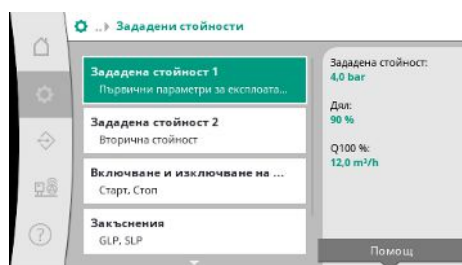 ..› Зададени стойности
Зададена стойност 1
Първични параметри за експлоата...
Зададена стойност 2
Вторична стойност
Включване и изключване на ...
Старт, Стоп
Закъснения
GLP, SLP
Зададена стойност:
4,0 bar
Дял:
90 %
Q100 %:
12,0 m³/h
Помощ